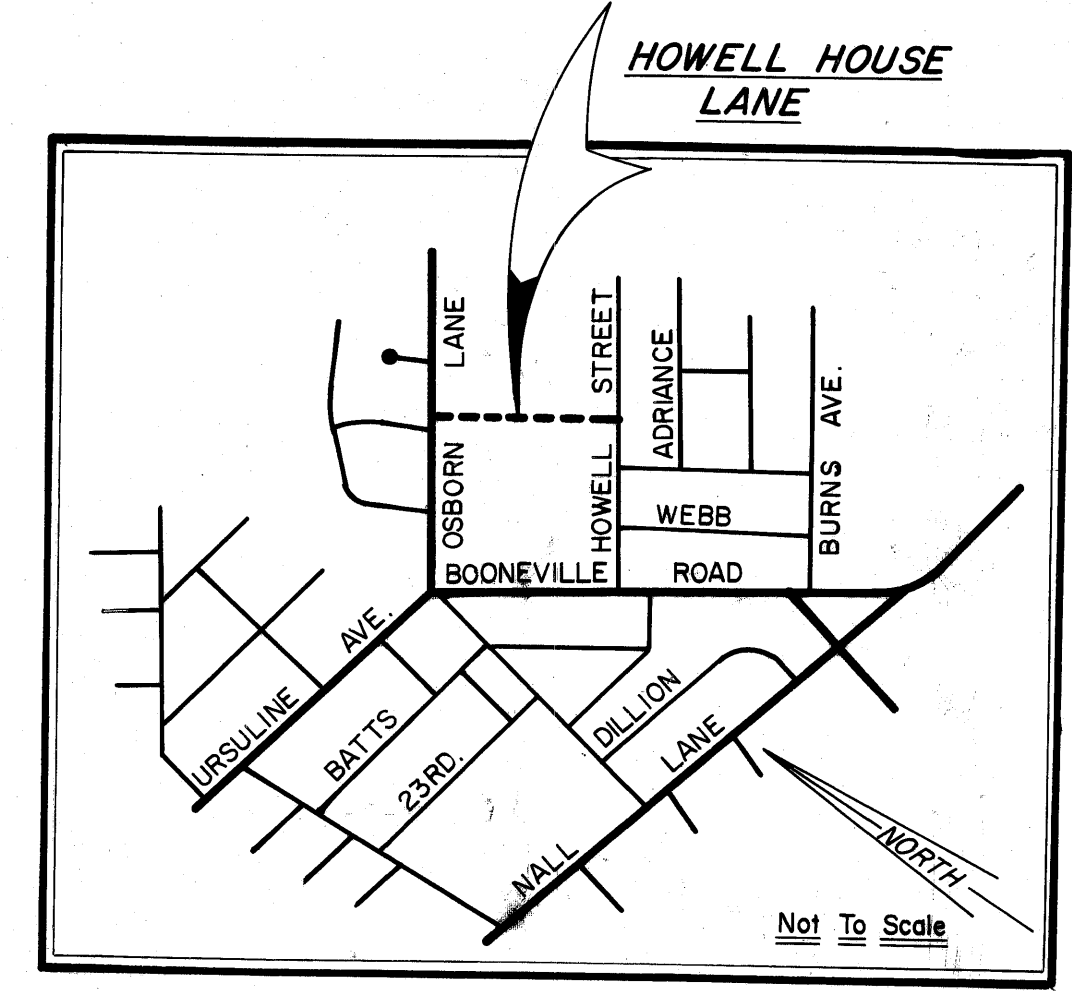 HOWELL HOUSE
LANE
LANE
STREET
ADRIANCE
BURNS AVE.
OSBORN
HOWELL
WEBB
BOONEVILLE ROAD
URSULINE AVE.
BATTS
23RD.
DILLION
NALL LANE
NORTH
Not To Scale